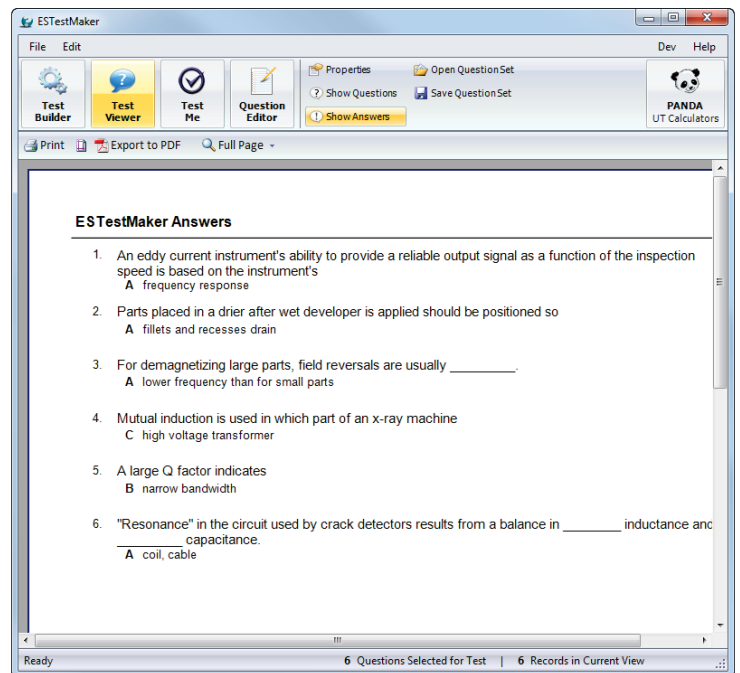 ESTestMaker
File Edit Dev Help
Test Builder
Test Viewer
Test Me
Question Editor
Properties
Show Questions
Show Answers
Open Question Set
Save Question Set
PANDA
UT Calculators
Print Export to PDF Full Page
ESTestMaker Answers
1. An eddy current instrument's ability to provide a reliable output signal as a function of the inspection
speed is based on the instrument's
A frequency response
2. Parts placed in a drier after wet developer is applied should be positioned so
A fillets and recesses drain
3. For demagnetizing large parts, field reversals are usually _________.
A lower frequency than for small parts
4. Mutual induction is used in which part of an x-ray machine
C high voltage transformer
5. A large Q factor indicates
B narrow bandwidth
6. "Resonance" in the circuit used by crack detectors results from a balance in ________ inductance and
_________ capacitance.
A coil, cable
Ready 6 Questions Selected for Test | 6 Records in Current View